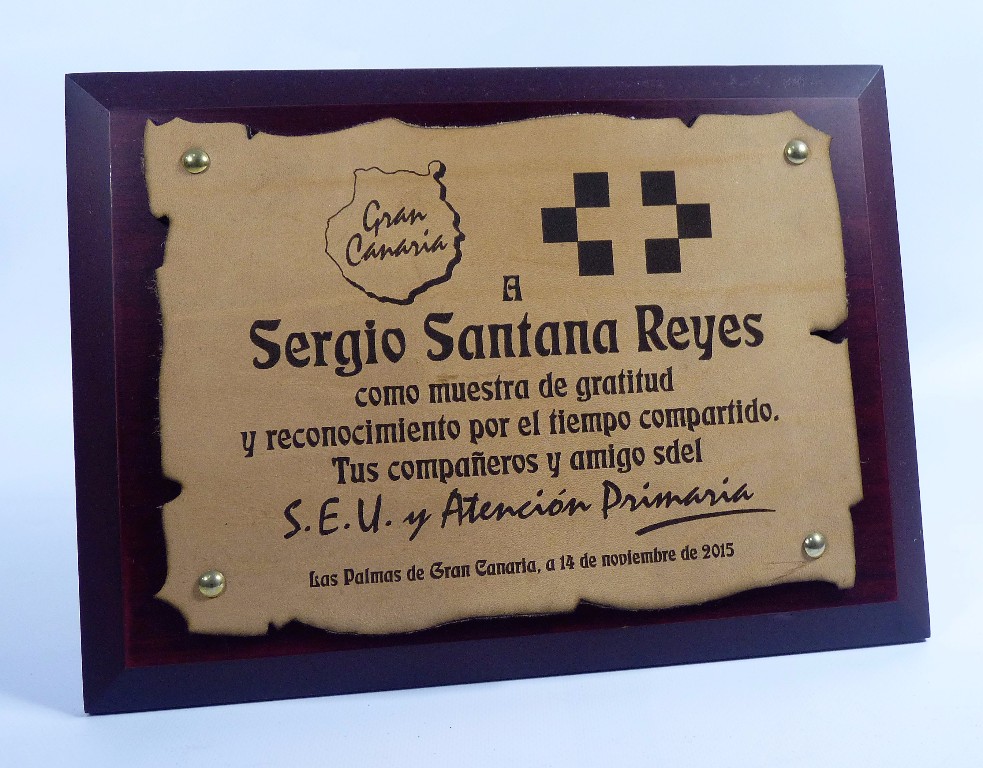 Gran
Canaria
A
Sergio Santana Reyes
como muestra de gratitud
y reconocimiento por el tiempo compartido.
Tus compañeros y amigo sdel
S.E.U. y Atención Primaria
Las Palmas de Gran Canaria, a 14 de noviembre de 2015